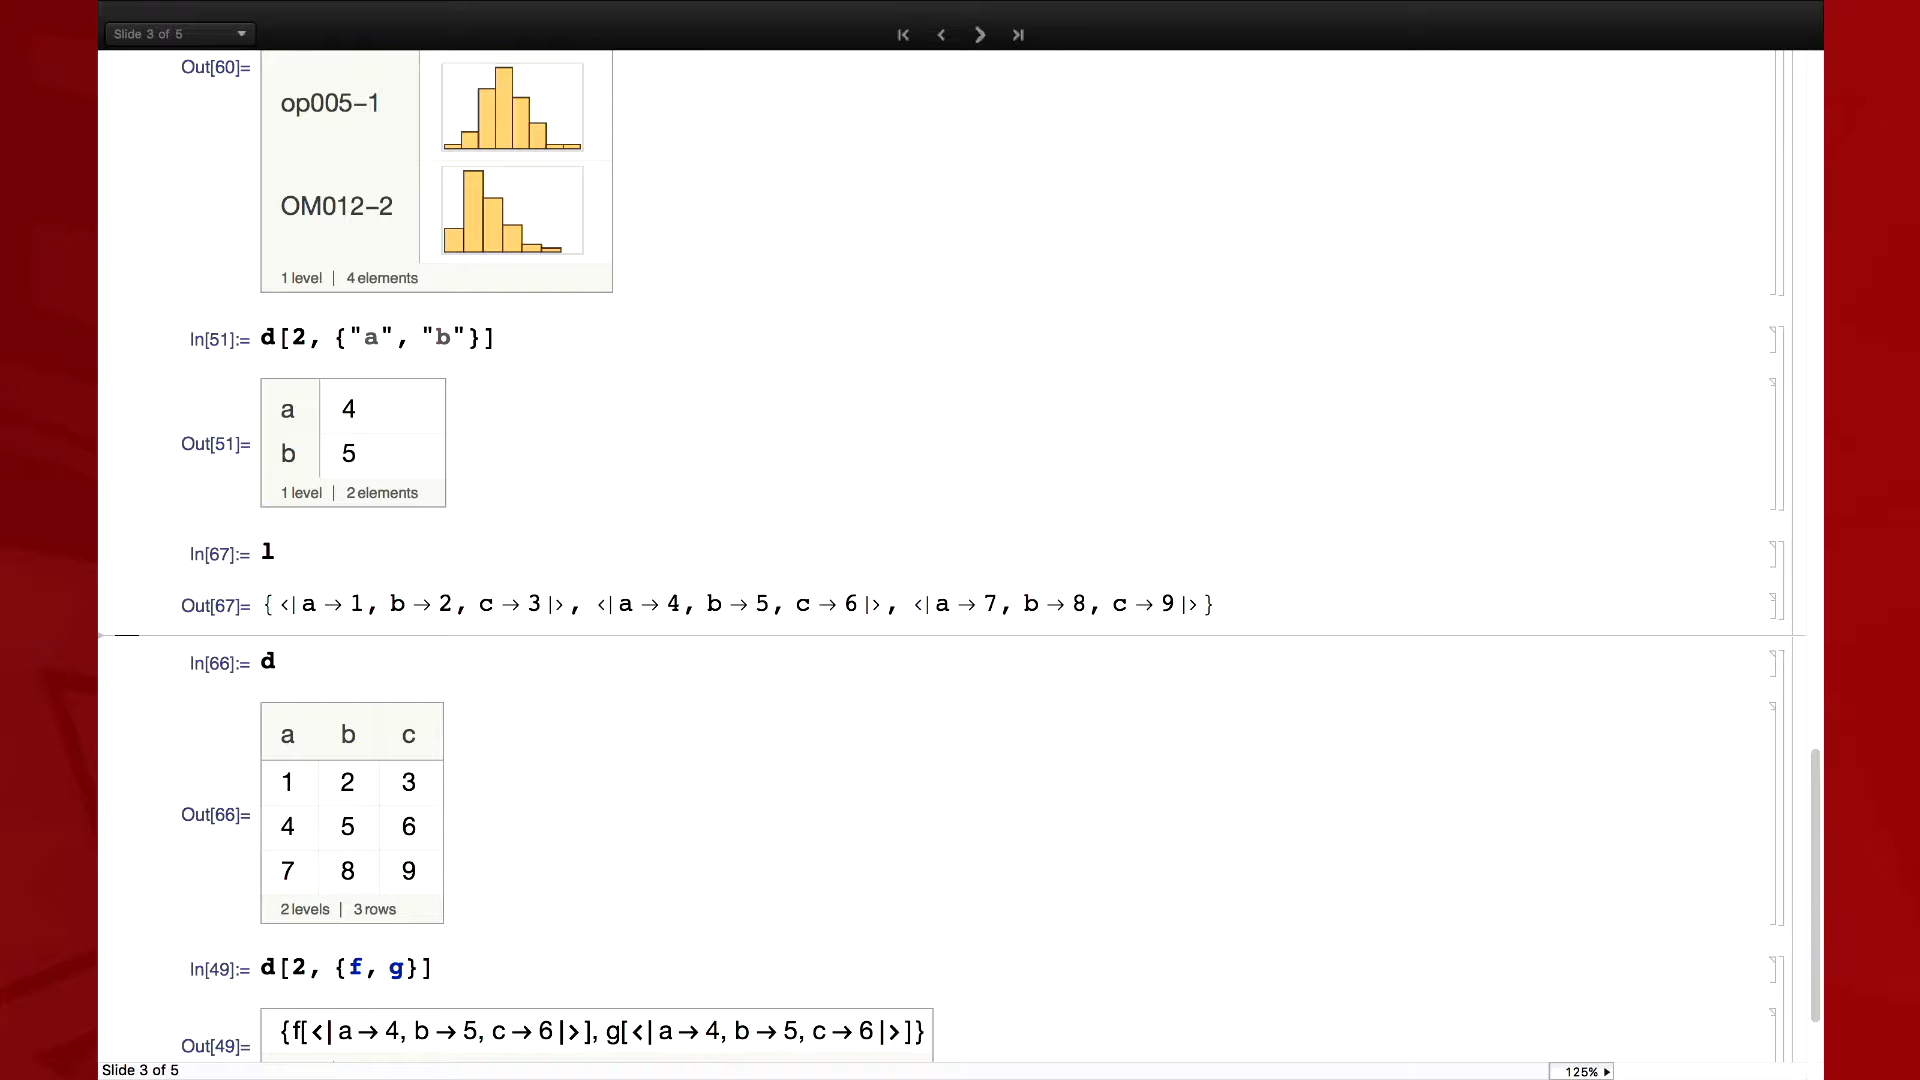 Slide 3 of 5
Out[60]=
op005-1
OM012-2
1 level | 4 elements
In[51]:= d[2, {"a", "b"}]
Out[51]=
a 4
b 5
1 level | 2 elements
In[67]:= l
Out[67]= {<|a → 1, b → 2, c → 3|>, <|a → 4, b → 5, c → 6|>, <|a → 7, b → 8, c → 9|>}
In[66]:= d
Out[66]=
a b c
1 2 3
4 5 6
7 8 9
2 levels | 3 rows
In[49]:= d[2, {f, g}]
Out[49]= {f[<|a → 4, b → 5, c → 6|>], g[<|a → 4, b → 5, c → 6|>]}
Slide 3 of 5
125%